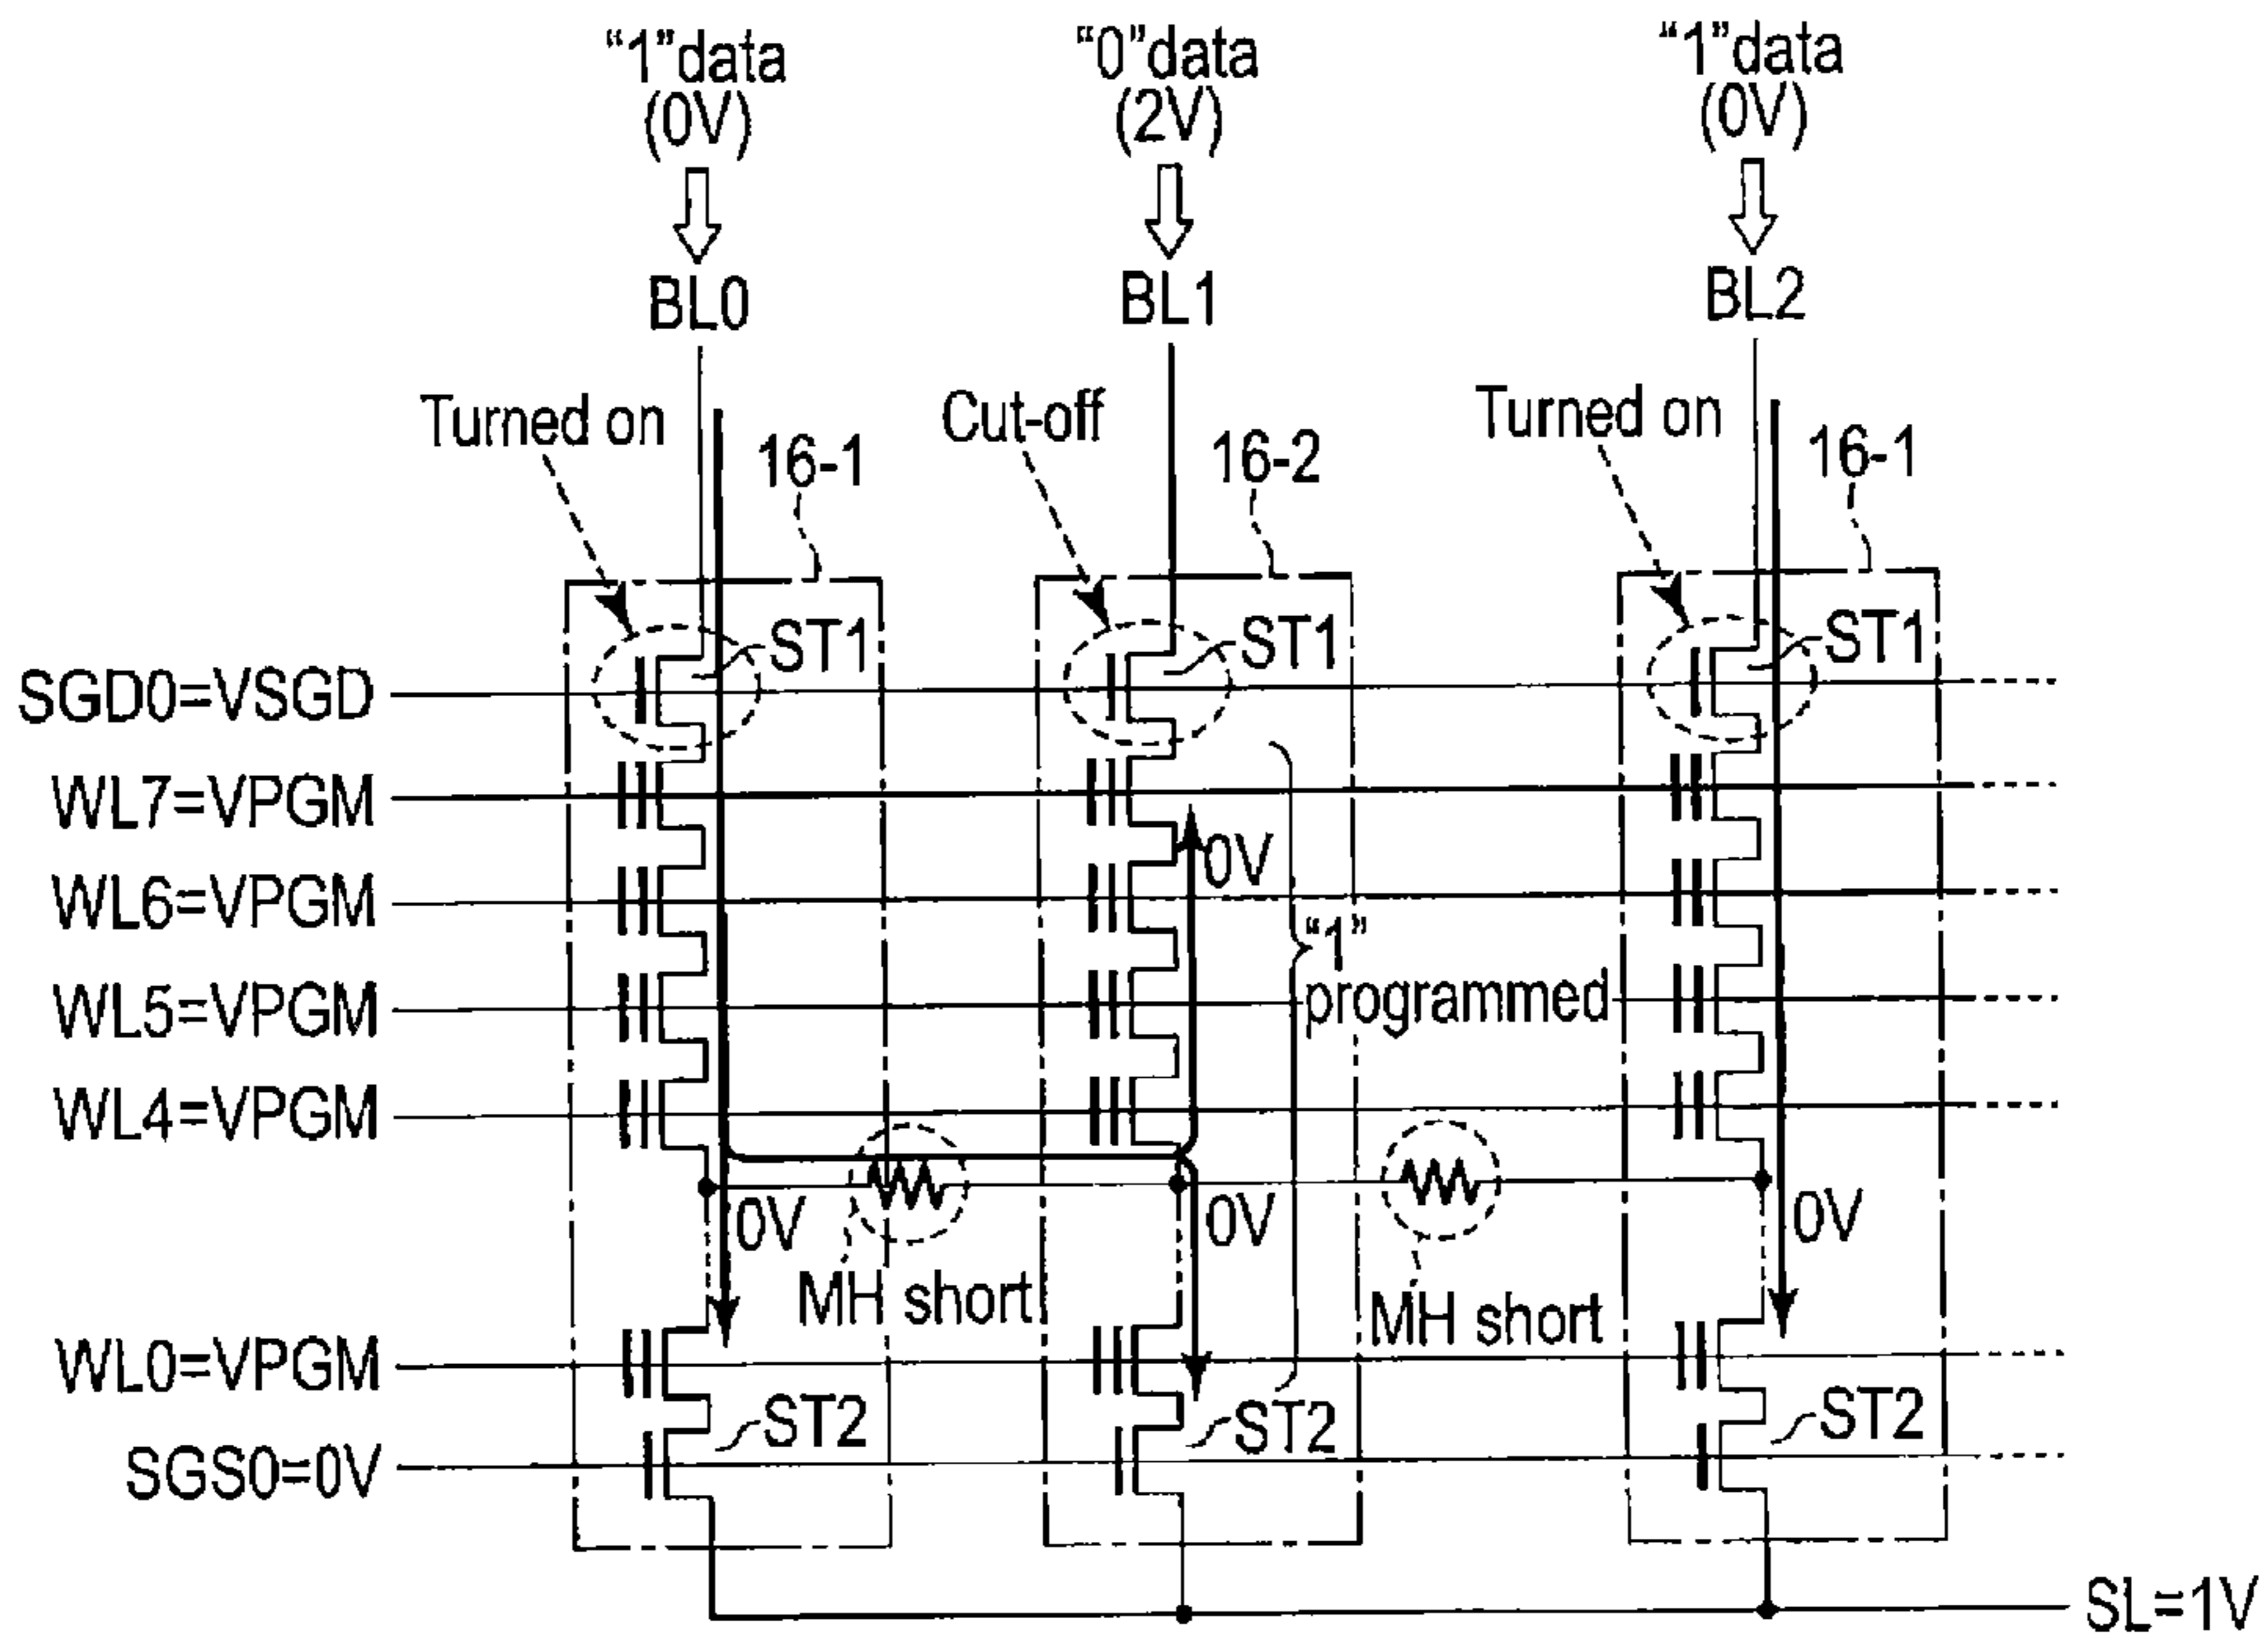 “1”data
(0V)
“0”data
(2V)
“1”data
(0V)
BL0
BL1
BL2
Turned on
Cut-off
Turned on
16-1
16-2
16-1
ST1
ST1
ST1
SGD0=VSGD
WL7=VPGM
0V
WL6=VPGM
“1”
programmed
WL5=VPGM
WL4=VPGM
0V
0V
0V
MH short
MH short
WL0=VPGM
ST2
ST2
ST2
SGS0=0V
SL=1V